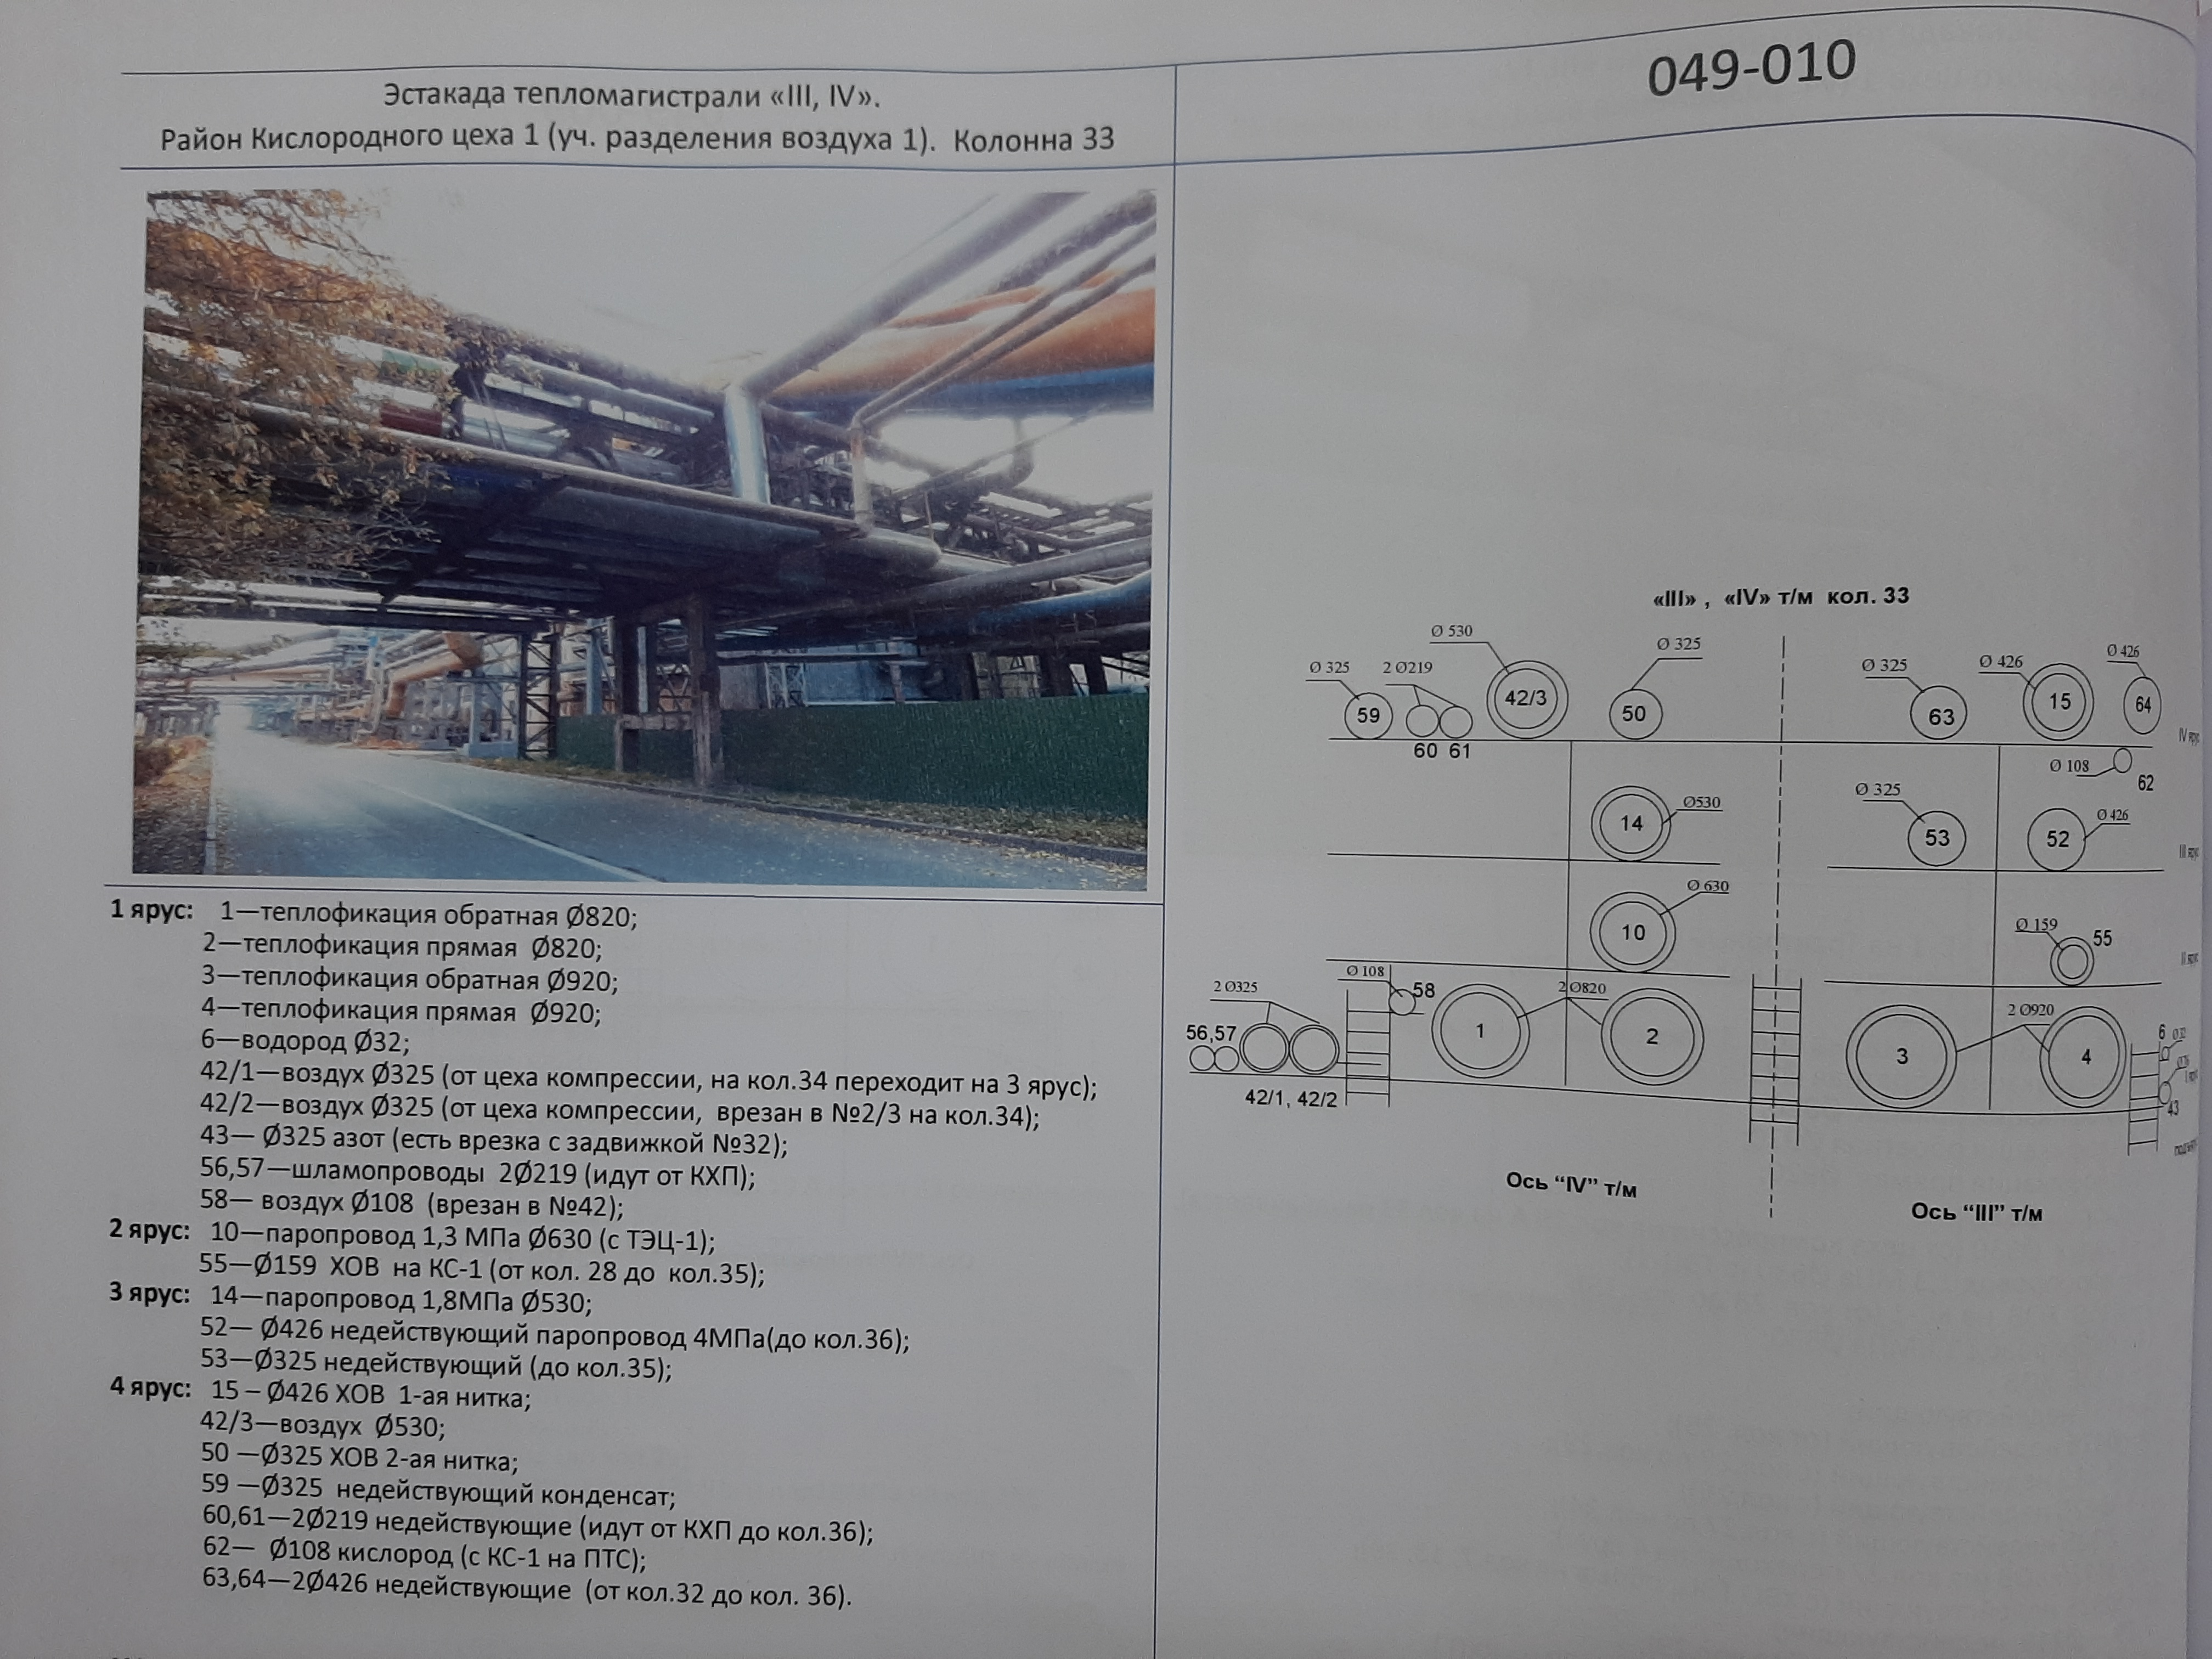 Эстакада тепломагистрали «III, IV».
Район Кислородного цеха 1 (уч. разделения воздуха 1). Колонна 33
049-010
1 ярус: 1—теплофикация обратная Ø820;
2—теплофикация прямая Ø820;
3—теплофикация обратная Ø920;
4—теплофикация прямая Ø920;
6—водород Ø32;
42/1—воздух Ø325 (от цеха компрессии, на кол.34 переходит на 3 ярус);
42/2—воздух Ø325 (от цеха компрессии, врезан в №2/3 на кол.34);
43— Ø325 азот (есть врезка с задвижкой №32);
56,57—шламопроводы 2Ø219 (идут от КХП);
58— воздух Ø108 (врезан в №42);
2 ярус: 10—паропровод 1,3 МПа Ø630 (с ТЭЦ-1);
55—Ø159 ХОВ на КС-1 (от кол. 28 до кол.35);
3 ярус: 14—паропровод 1,8МПа Ø530;
52— Ø426 недействующий паропровод 4МПа(до кол.36);
53—Ø325 недействующий (до кол.35);
4 ярус: 15 – Ø426 ХОВ 1-ая нитка;
42/3—воздух Ø530;
50 —Ø325 ХОВ 2-ая нитка;
59 —Ø325 недействующий конденсат;
60,61—2Ø219 недействующие (идут от КХП до кол.36);
62— Ø108 кислород (с КС-1 на ПТС);
63,64—2Ø426 недействующие (от кол.32 до кол. 36).
«III» , «IV» т/м кол. 33
Ø 530
Ø 325
Ø 426
Ø 325
2 Ø219
Ø 325
Ø 426
59
42/3
50
63
15
64
60 61
IV ярус
Ø 108
62
Ø 325
Ø530
Ø 426
14
53
52
III ярус
Ø 630
10
Ø 159
55
II ярус
2 Ø325
Ø 108
58
2 Ø820
2 Ø920
56,57
1
2
3
4
6
Ø 32
I ярус
42/1, 42/2
43
Ось “IV” т/м
Ось “III” т/м